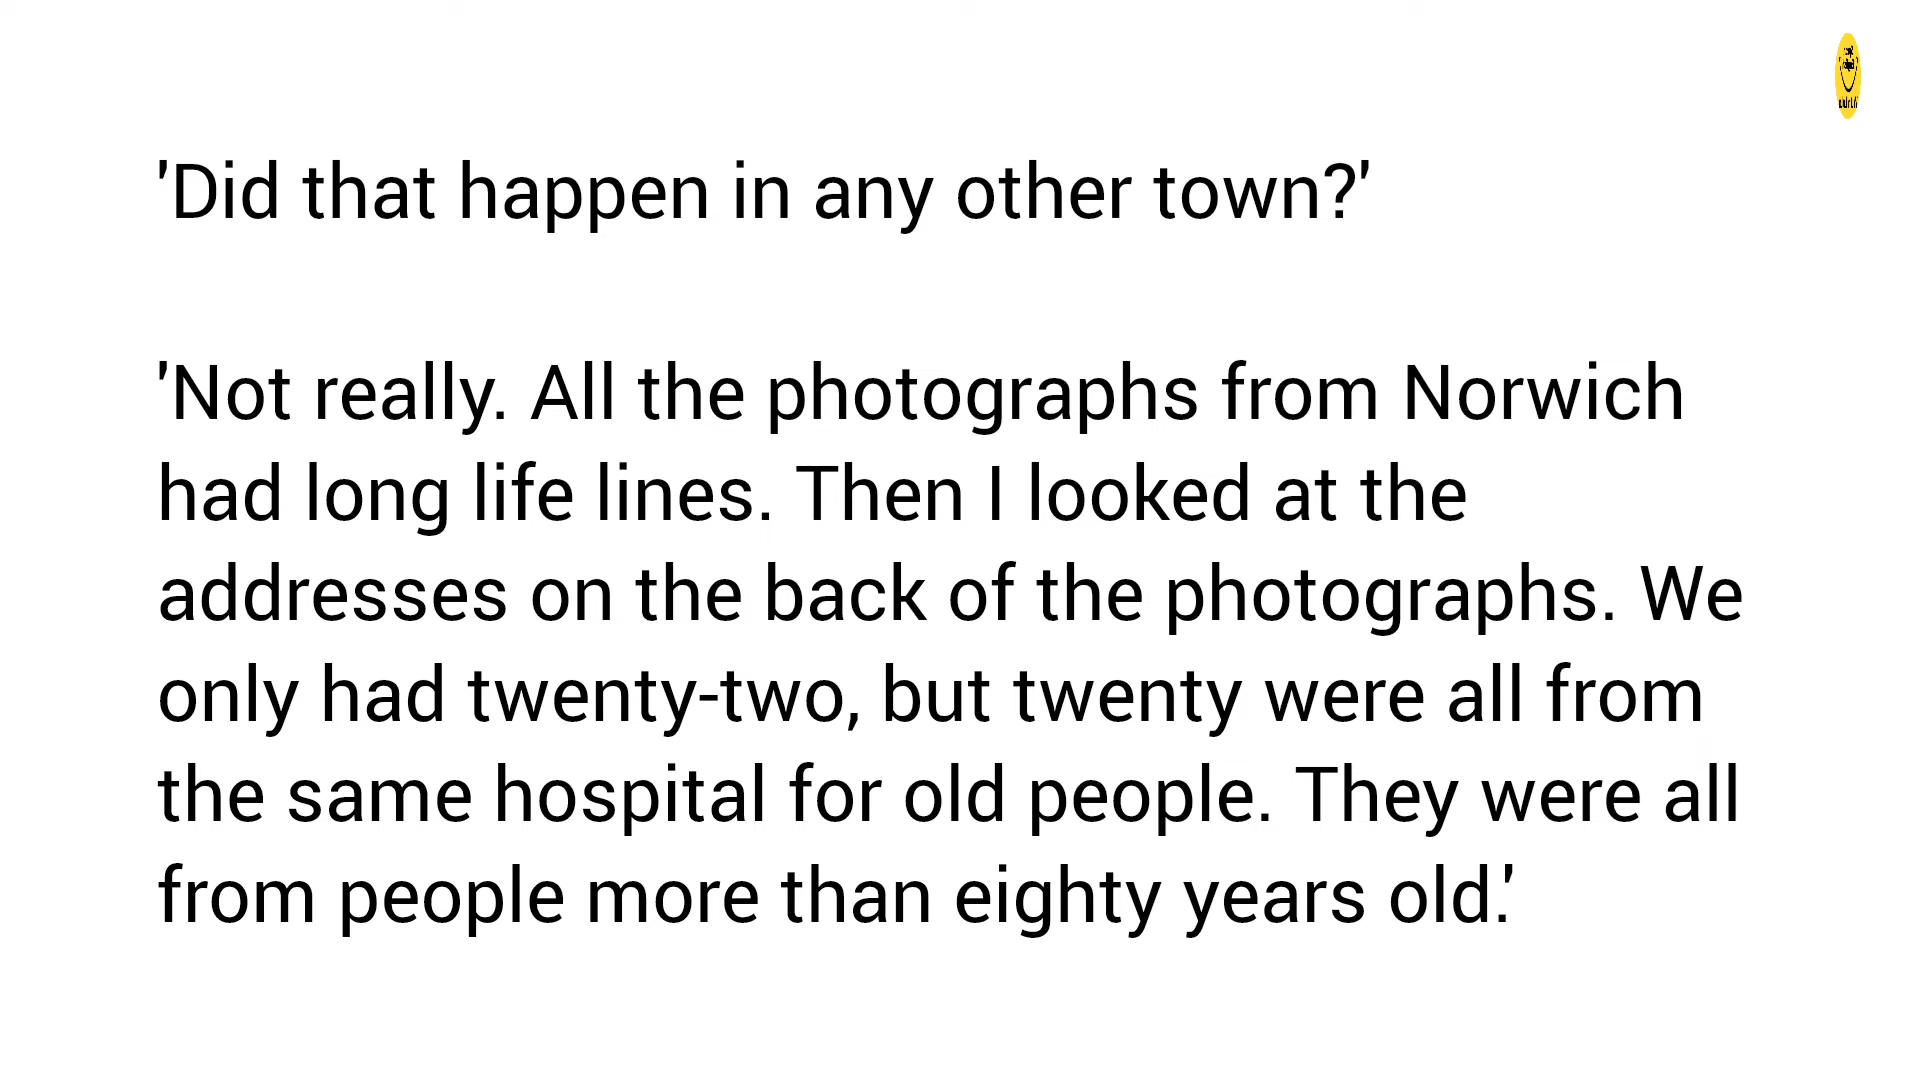 'Did that happen in any other town?'
'Not really. All the photographs from Norwich
had long life lines. Then I looked at the
addresses on the back of the photographs. We
only had twenty-two, but twenty were all from
the same hospital for old people. They were all
from people more than eighty years old.'